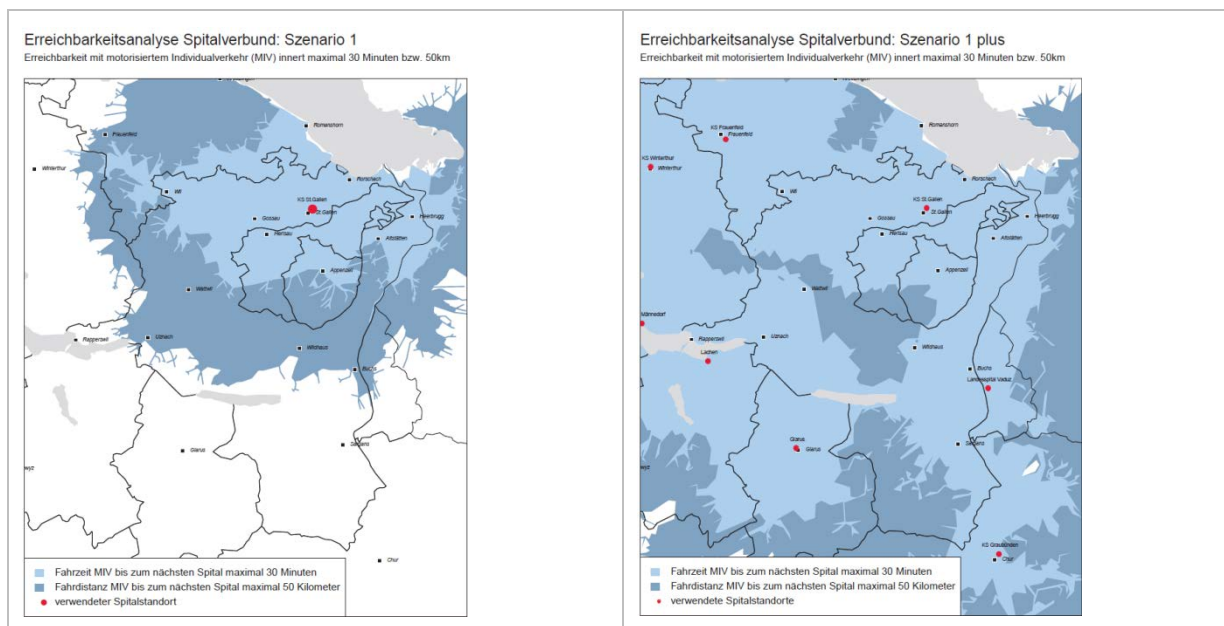 Erreichbarkeitsanalyse Spitalverbund: Szenario 1
Erreichbarkeit mit motorisiertem Individualverkehr (MIV) innert maximal 30 Minuten bzw. 50km
Romanshorn
Frauenfeld
Winterthur
Rorschach
Wil
KS St.Gallen
St.Gallen
Gossau
Heerbrugg
Herisau
Altstätten
Appenzell
Wattwil
Uznach
Rapperswil
Wildhaus
Buchs
Sargans
Glarus
wyz
Chur
Fahrzeit MIV bis zum nächsten Spital maximal 30 Minuten
Fahrdistanz MIV bis zum nächsten Spital maximal 50 Kilometer
verwendeter Spitalstandort
Erreichbarkeitsanalyse Spitalverbund: Szenario 1 plus
Erreichbarkeit mit motorisiertem Individualverkehr (MIV) innert maximal 30 Minuten bzw. 50km
Romanshorn
KS Frauenfeld
Frauenfeld
KS Winterthur
Winterthur
Rorschach
Wil
KS St.Gallen
St.Gallen
Gossau
Heerbrugg
Herisau
Altstätten
Appenzell
Wattwil
Männedorf
Rapperswil
Uznach
Wildhaus
Lachen
Buchs
Landesspital Vaduz
Glarus
Glarus
Sargans
wyz
KS Graubünden
Chur
Fahrzeit MIV bis zum nächsten Spital maximal 30 Minuten
Fahrdistanz MIV bis zum nächsten Spital maximal 50 Kilometer
verwendete Spitalstandorte